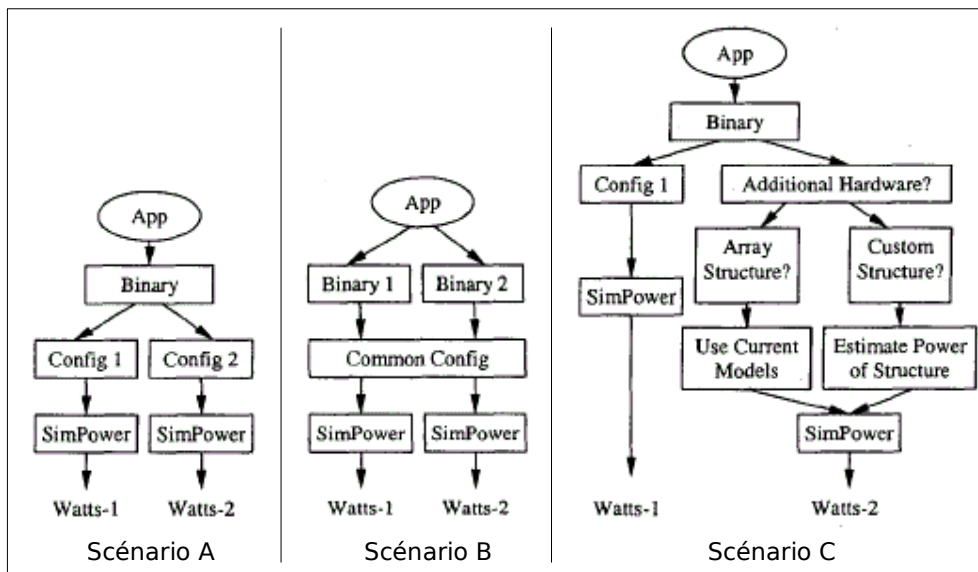 App
Binary
Config 1
Config 2
SimPower
SimPower
Watts-1
Watts-2
Scénario A
App
Binary 1
Binary 2
Common Config
SimPower
SimPower
Watts-1
Watts-2
Scénario B
App
Binary
Config 1
Additional Hardware?
Array
Structure?
Custom
Structure?
SimPower
Use Current
Models
Estimate Power
of Structure
SimPower
Watts-1
Watts-2
Scénario C